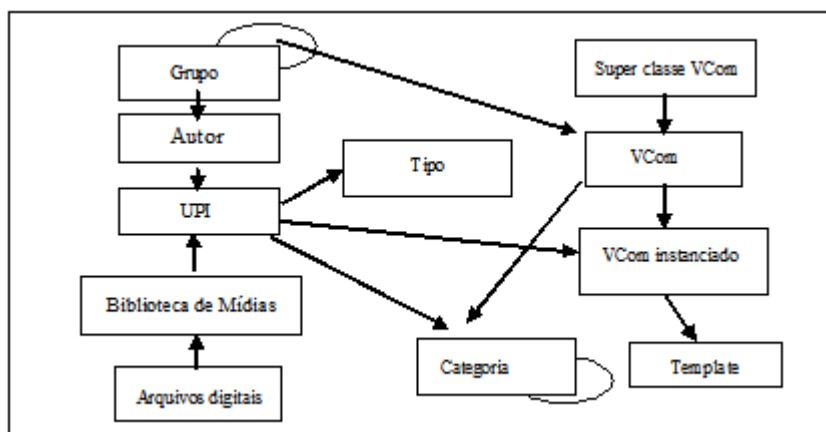 Grupo
Super classe VCom
Autor
Tipo
VCom
UPI
VCom instanciado
Biblioteca de Mídias
Categoria
Template
Arquivos digitais